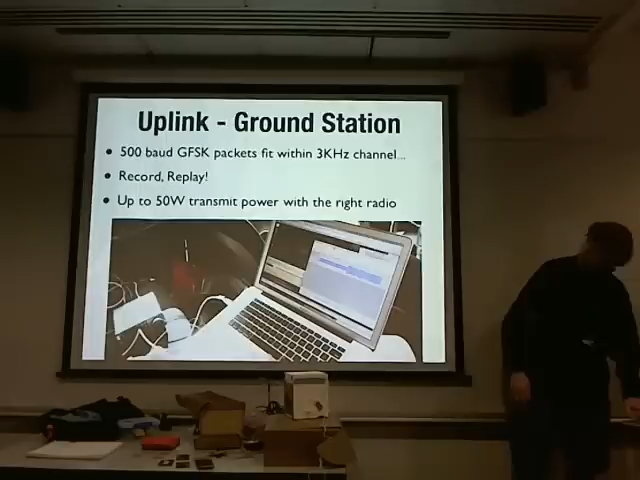 Uplink - Ground Station
• 500 baud GFSK packets fit within 3KHz channel...
• Record, Replay!
• Up to 50W transmit power with the right radio